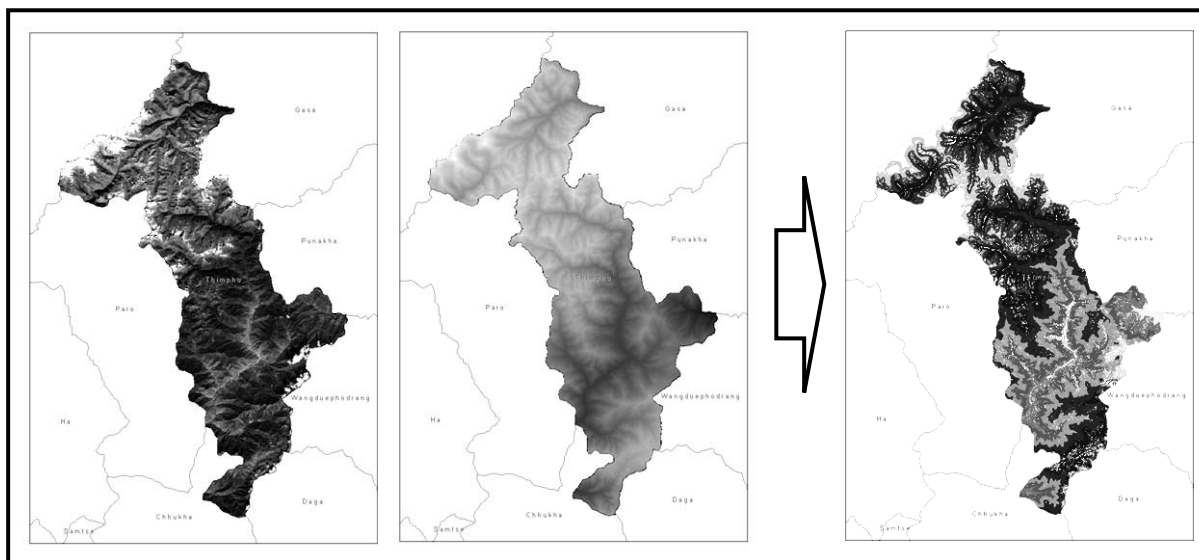 Gasa
Punakha
Thimphu
Paro
Wangduephodrang
Ha
Daga
Chhukha
Samtse
Gasa
Punakha
Thimphu
Paro
Wangduephodrang
Ha
Daga
Chhukha
Samtse
Gasa
Punakha
Thimphu
Paro
Wangduephodrang
Ha
Daga
Chhukha
Samtse